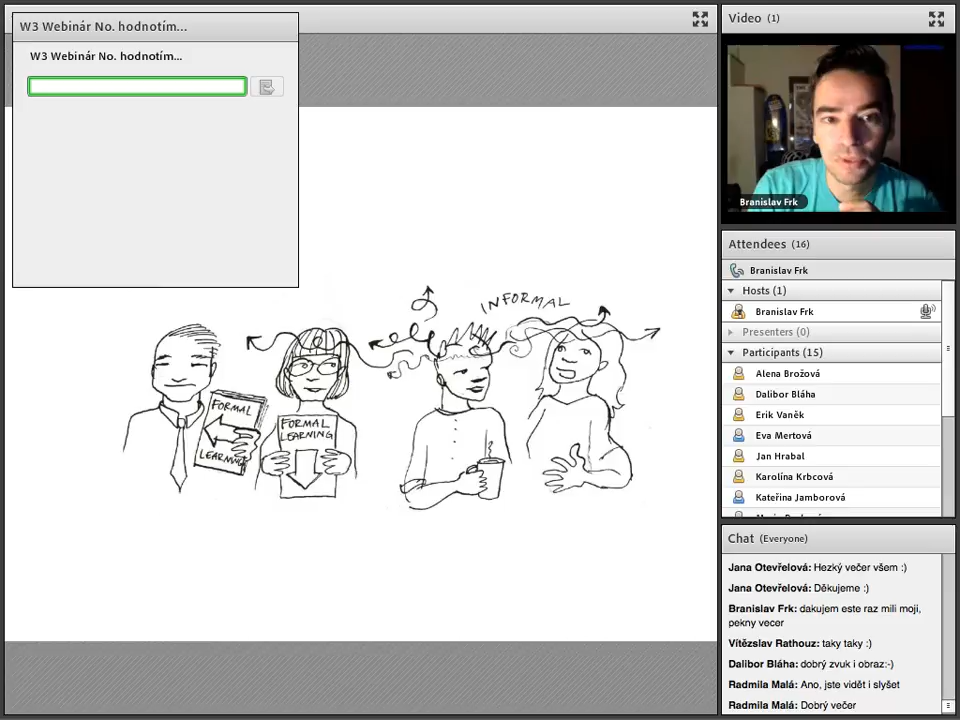 W3 Webinár No. hodnotím...
W3 Webinár No. hodnotím...
INFORMAL
FORMAL
LEARNING
FORMAL
LEARNING
Video (1)
Branislav Frk
Attendees (16)
Branislav Frk
Hosts (1)
Branislav Frk
Presenters (0)
Participants (15)
Alena Brožová
Dalibor Bláha
Erik Vaněk
Eva Mertová
Jan Hrabal
Karolína Krbcová
Kateřina Jamborová
Chat (Everyone)
Jana Otevřelová: Hezký večer všem :)
Jana Otevřelová: Děkujeme :)
Branislav Frk: dakujem este raz mili moji,
pekny vecer
Vítězslav Rathouz: taky taky :)
Dalibor Bláha: dobrý zvuk i obraz:-)
Radmila Malá: Ano, jste vidět i slyšet
Radmila Malá: Dobrý večer